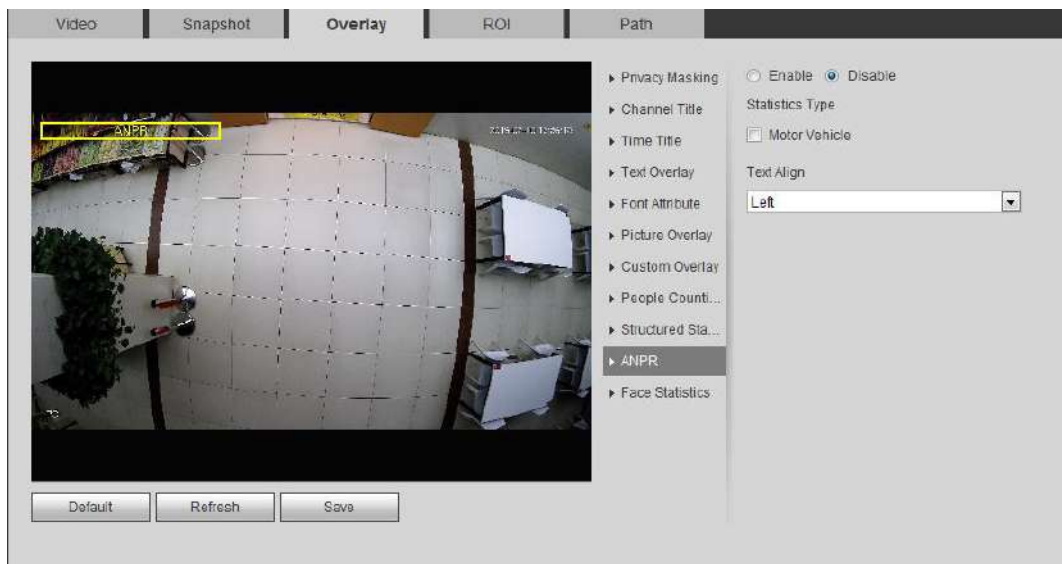 Video Snapshot Overlay ROI Path
ANPR
Privacy Masking
Channel Title
Time Title
Text Overlay
Font Attribute
Picture Overlay
Custom Overlay
People Counti...
Structured Sta...
ANPR
Face Statistics
Enable Disable
Statistics Type
Motor Vehicle
Text Align
Left
Default Refresh Save